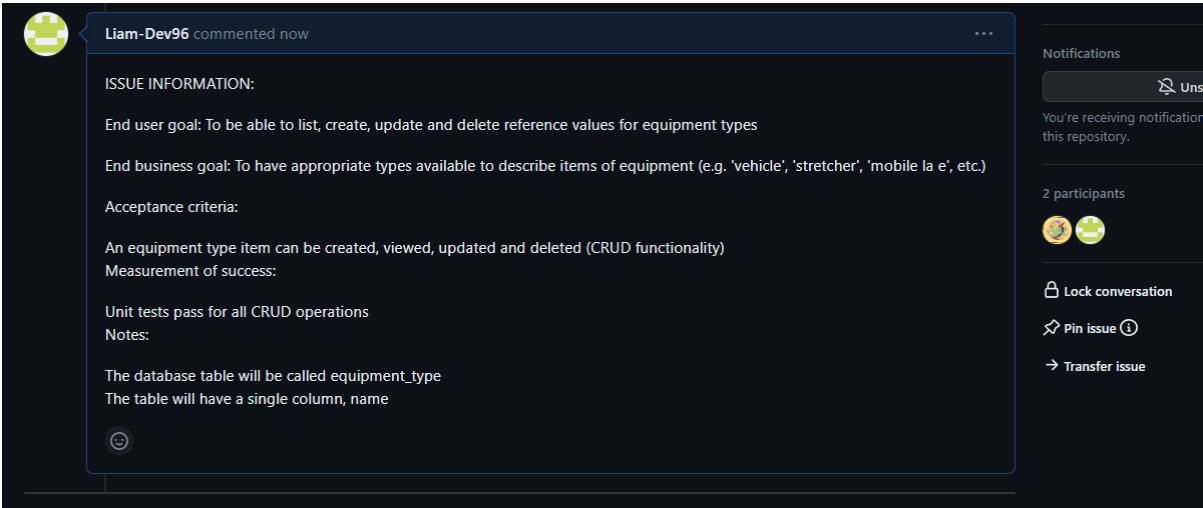 Liam-Dev96 commented now
ISSUE INFORMATION:
End user goal: To be able to list, create, update and delete reference values for equipment types
End business goal: To have appropriate types available to describe items of equipment (e.g. 'vehicle', 'stretcher', 'mobile la e', etc.)
Acceptance criteria:
An equipment type item can be created, viewed, updated and deleted (CRUD functionality)
Measurement of success:
Unit tests pass for all CRUD operations
Notes:
The database table will be called equipment_type
The table will have a single column, name
Notifications
Uns
You're receiving notification
this repository.
2 participants
Lock conversation
Pin issue
Transfer issue